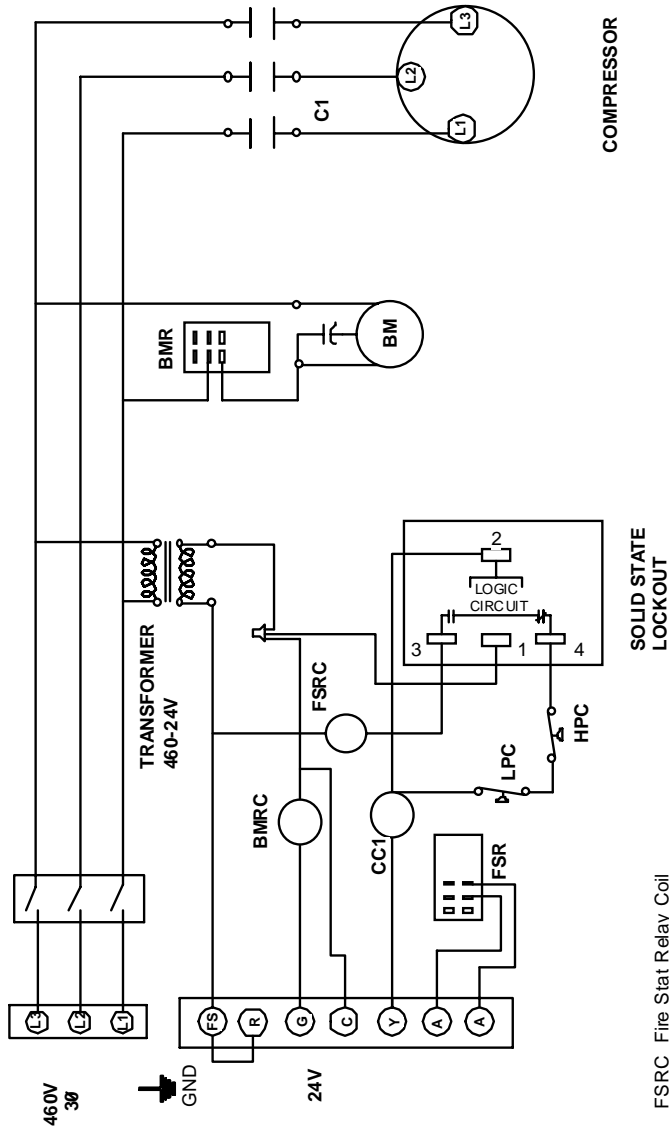 460V
3Ø
L3
L2
L1
GND
24V
FS
R
G
C
Y
A
A
TRANSFORMER
460-24V
BMR
BM
C1
L1
L2
L3
COMPRESSOR
BMRC
FSRC
CC1
FSR
LPC
HPC
2
LOGIC
CIRCUIT
3
1
4
SOLID STATE
LOCKOUT
FSRC Fire Stat Relay Coil